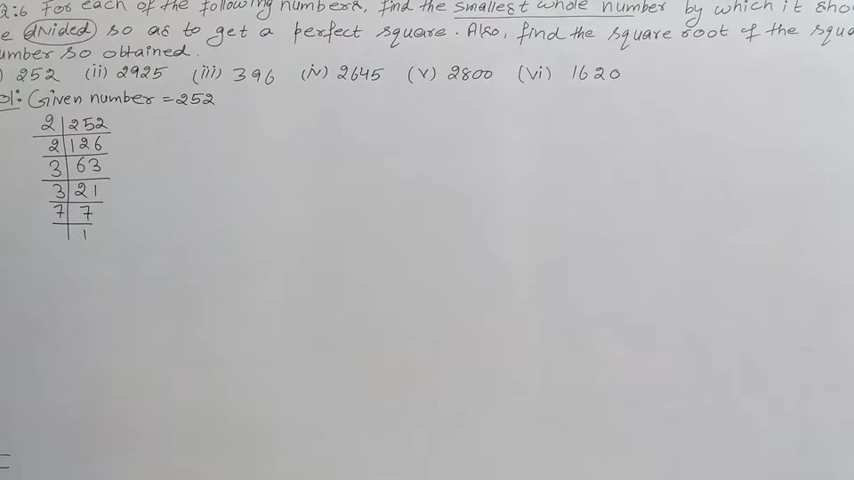 Q:6 For each of the following numbers, find the smallest whole number by which it shou
e divided so as to get a perfect square. Also, find the square root of the squa
umber so obtained.
) 252 (ii) 2925 (iii) 396 (iv) 2645 (v) 2800 (vi) 1620
ol: Given number = 252
2 | 252
2 | 126
3 | 63
3 | 21
7 | 7
| 1